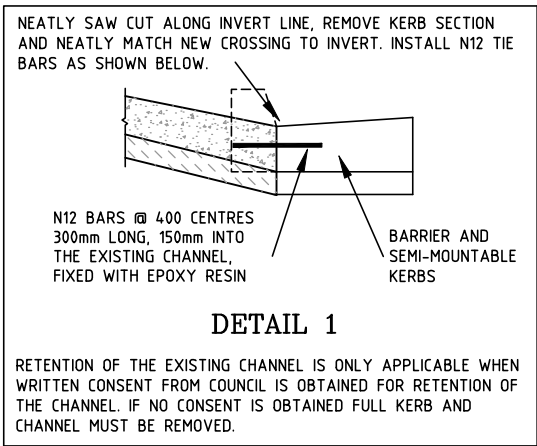 NEATLY SAW CUT ALONG INVERT LINE, REMOVE KERB SECTION
AND NEATLY MATCH NEW CROSSING TO INVERT. INSTALL N12 TIE
BARS AS SHOWN BELOW.
N12 BARS @ 400 CENTRES
300mm LONG, 150mm INTO
THE EXISTING CHANNEL,
FIXED WITH EPOXY RESIN
BARRIER AND
SEMI-MOUNTABLE
KERBS
DETAIL 1
RETENTION OF THE EXISTING CHANNEL IS ONLY APPLICABLE WHEN
WRITTEN CONSENT FROM COUNCIL IS OBTAINED FOR RETENTION OF
THE CHANNEL. IF NO CONSENT IS OBTAINED FULL KERB AND
CHANNEL MUST BE REMOVED.